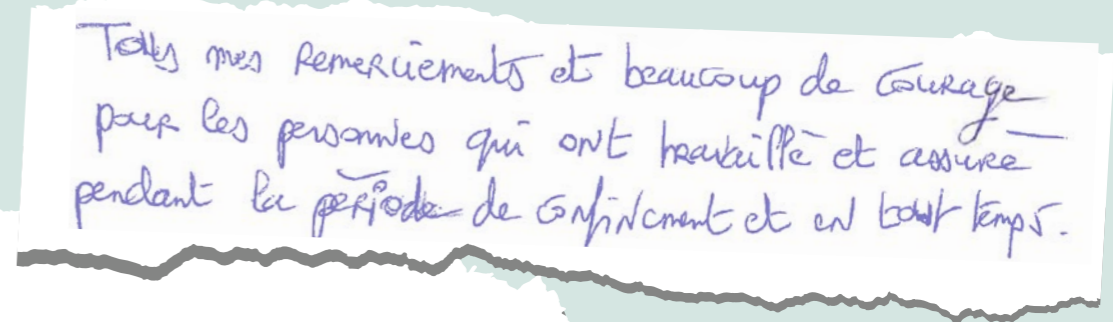 Tous mes remerciements et beaucoup de courage
pour les personnes qui ont travaillé et assuré
pendant la période de confinement et en tout temps.